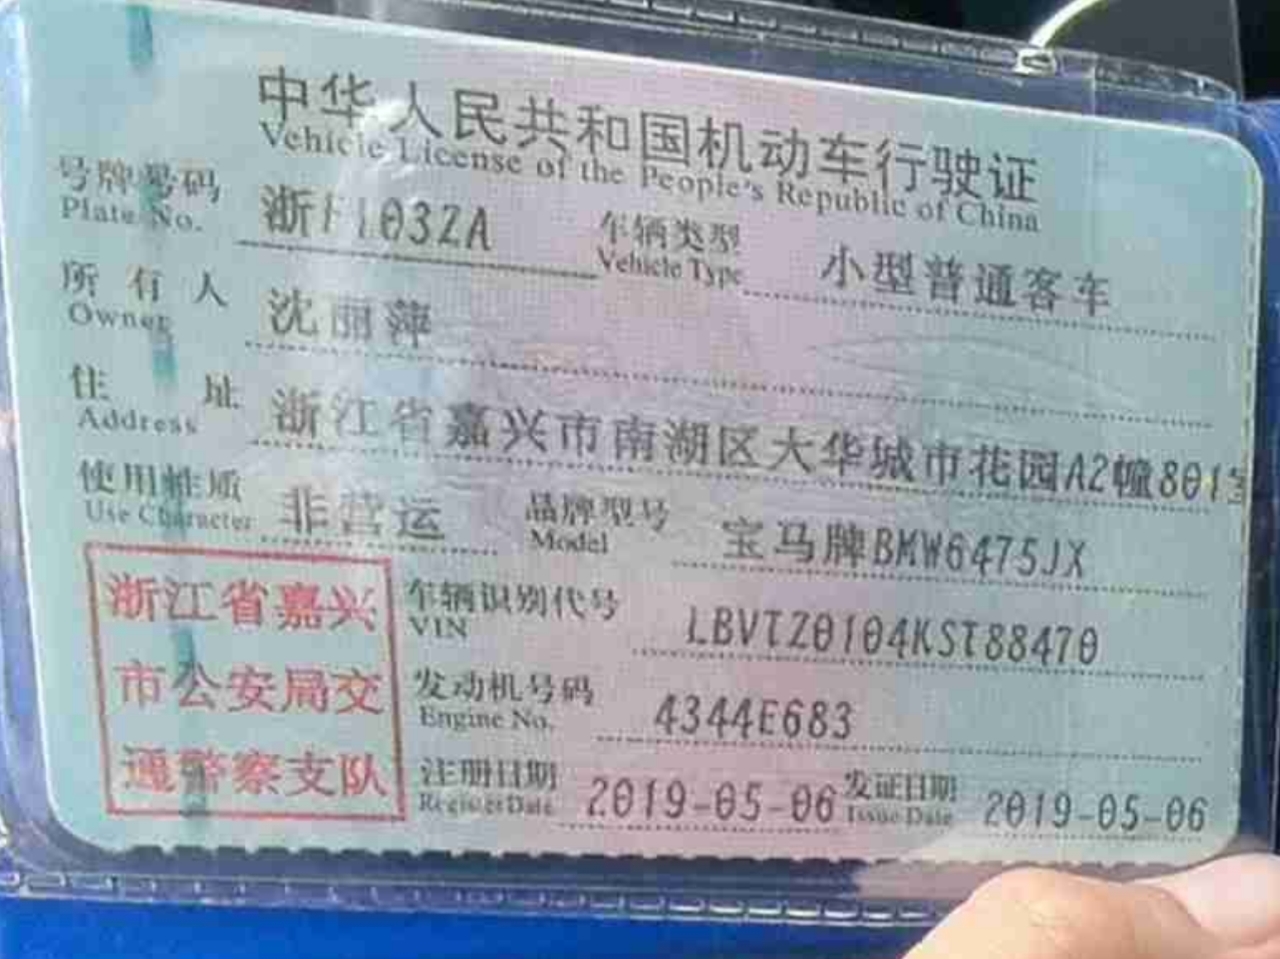 中华人民共和国机动车行驶证
Vehicle License of the People's Republic of China
号牌号码 浙F1032A 车辆类型 小型普通客车
Plate No. Vehicle Type
所有人 沈丽萍
Owner
住址 浙江省嘉兴市南湖区大华城市花园A2幢801室
Address
使用性质 非营运 品牌型号 宝马牌BMW6475JX
Use Character Model
浙江省嘉兴
市公安局交
通警察支队
车辆识别代号 LBVTZ0104KST88470
VIN
发动机号码 4344E683
Engine No.
注册日期 2019-05-06 发证日期 2019-05-06
Register Date Issue Date